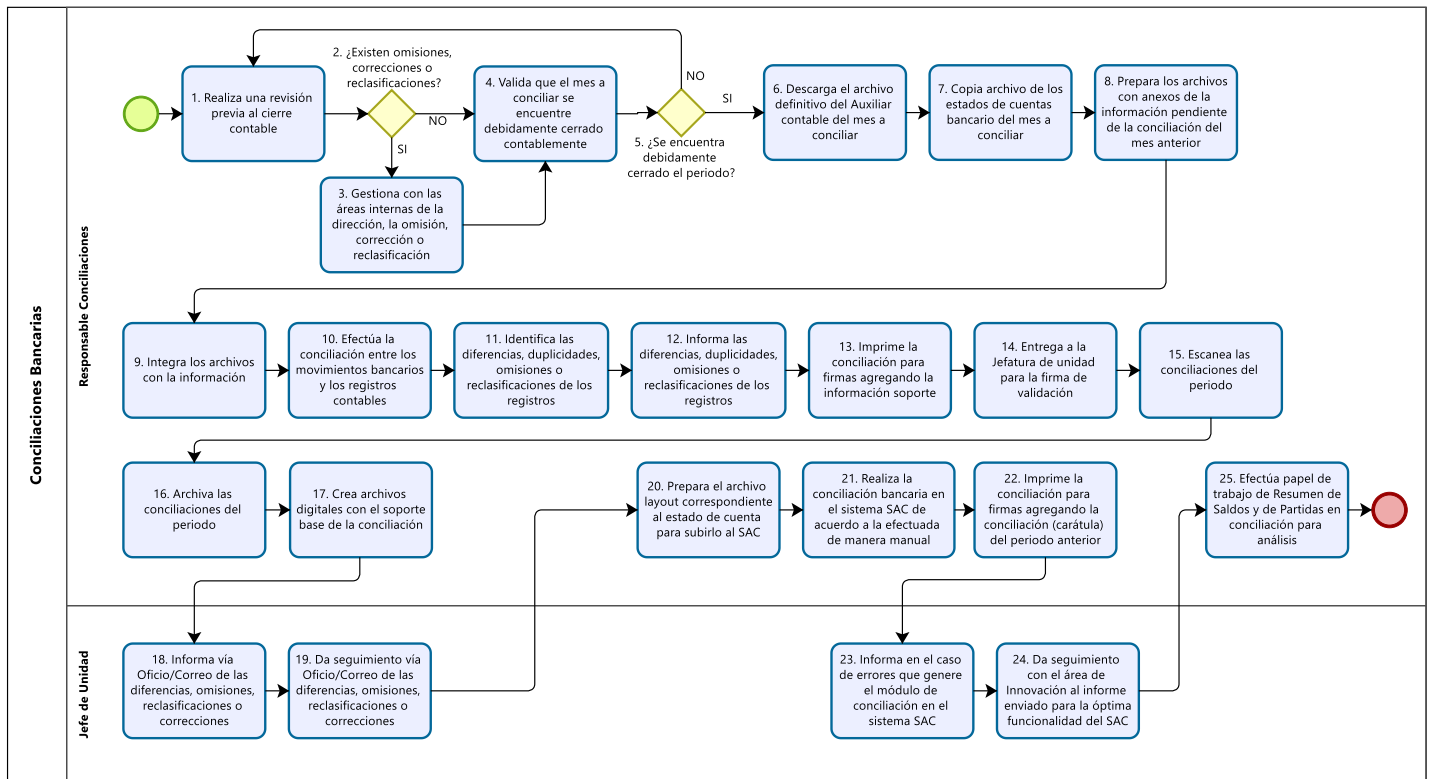 Conciliaciones Bancarias
Responsable Conciliaciones
1. Realiza una revisión
previa al cierre
contable
2. ¿Existen omisiones,
correcciones o
reclasificaciones?
NO
SI
3. Gestiona con las
áreas internas de la
dirección, la omisión,
corrección o
reclasificación
4. Valida que el mes a
conciliar se
encuentre
debidamente cerrado
contablemente
5. ¿Se encuentra
debidamente
cerrado el periodo?
NO
SI
6. Descarga el archivo
definitivo del Auxiliar
contable del mes a
conciliar
7. Copia archivo de los
estados de cuentas
bancario del mes a
conciliar
8. Prepara los archivos
con anexos de la
información pendiente
de la conciliación del
mes anterior
9. Integra los archivos
con la información
10. Efectúa la
conciliación entre los
movimientos bancarios
y los registros
contables
11. Identifica las
diferencias, duplicidades,
omisiones o
reclasificaciones de los
registros
12. Informa las
diferencias, duplicidades,
omisiones o
reclasificaciones de los
registros
13. Imprime la
conciliación para
firmas agregando la
información soporte
14. Entrega a la
Jefatura de unidad
para la firma de
validación
15. Escanea las
conciliaciones del
periodo
16. Archiva las
conciliaciones del
periodo
17. Crea archivos
digitales con el soporte
base de la conciliación
20. Prepara el archivo
layout correspondiente
al estado de cuenta
para subirlo al SAC
21. Realiza la
conciliación bancaria en
el sistema SAC de
acuerdo a la efectuada
de manera manual
22. Imprime la
conciliación para
firmas agregando la
conciliación (carátula)
del periodo anterior
25. Efectúa papel de
trabajo de Resumen de
Saldos y de Partidas en
conciliación para
análisis
Jefe de Unidad
18. Informa vía
Oficio/Correo de las
diferencias, omisiones,
reclasificaciones o
correcciones
19. Da seguimiento vía
Oficio/Correo de las
diferencias, omisiones,
reclasificaciones o
correcciones
23. Informa en el caso
de errores que genere
el módulo de
conciliación en el
sistema SAC
24. Da seguimiento
con el área de
Innovación al informe
enviado para la óptima
funcionalidad del SAC